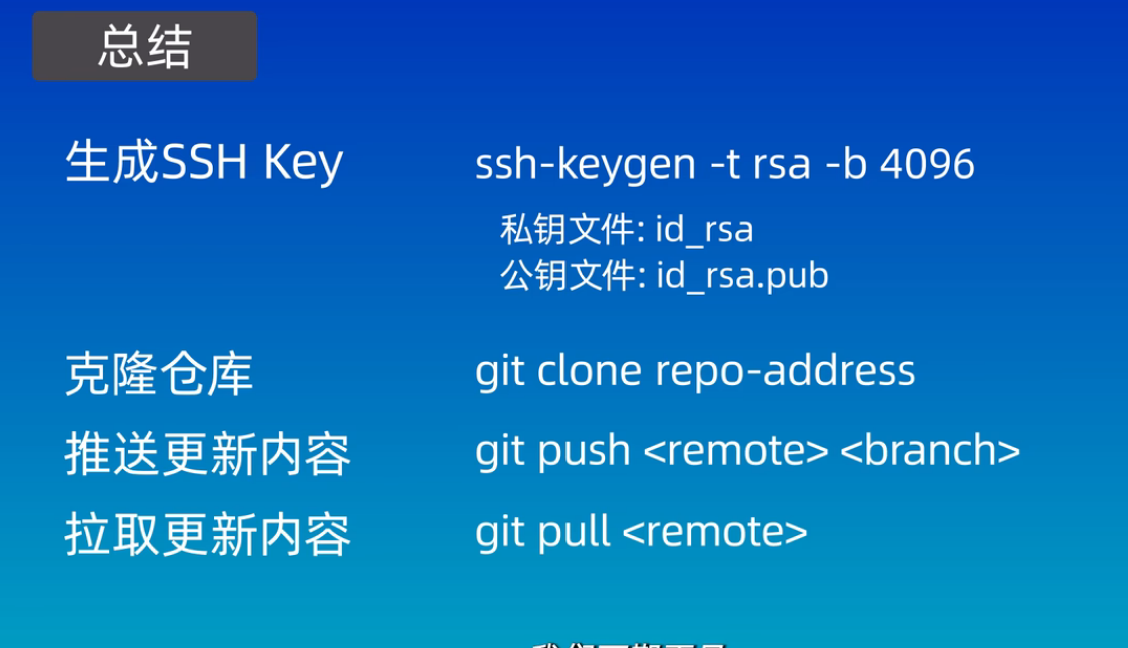 总结
生成SSH Key
ssh-keygen -t rsa -b 4096
私钥文件: id_rsa
公钥文件: id_rsa.pub
克隆仓库
git clone repo-address
推送更新内容
git push <remote> <branch>
拉取更新内容
git pull <remote>